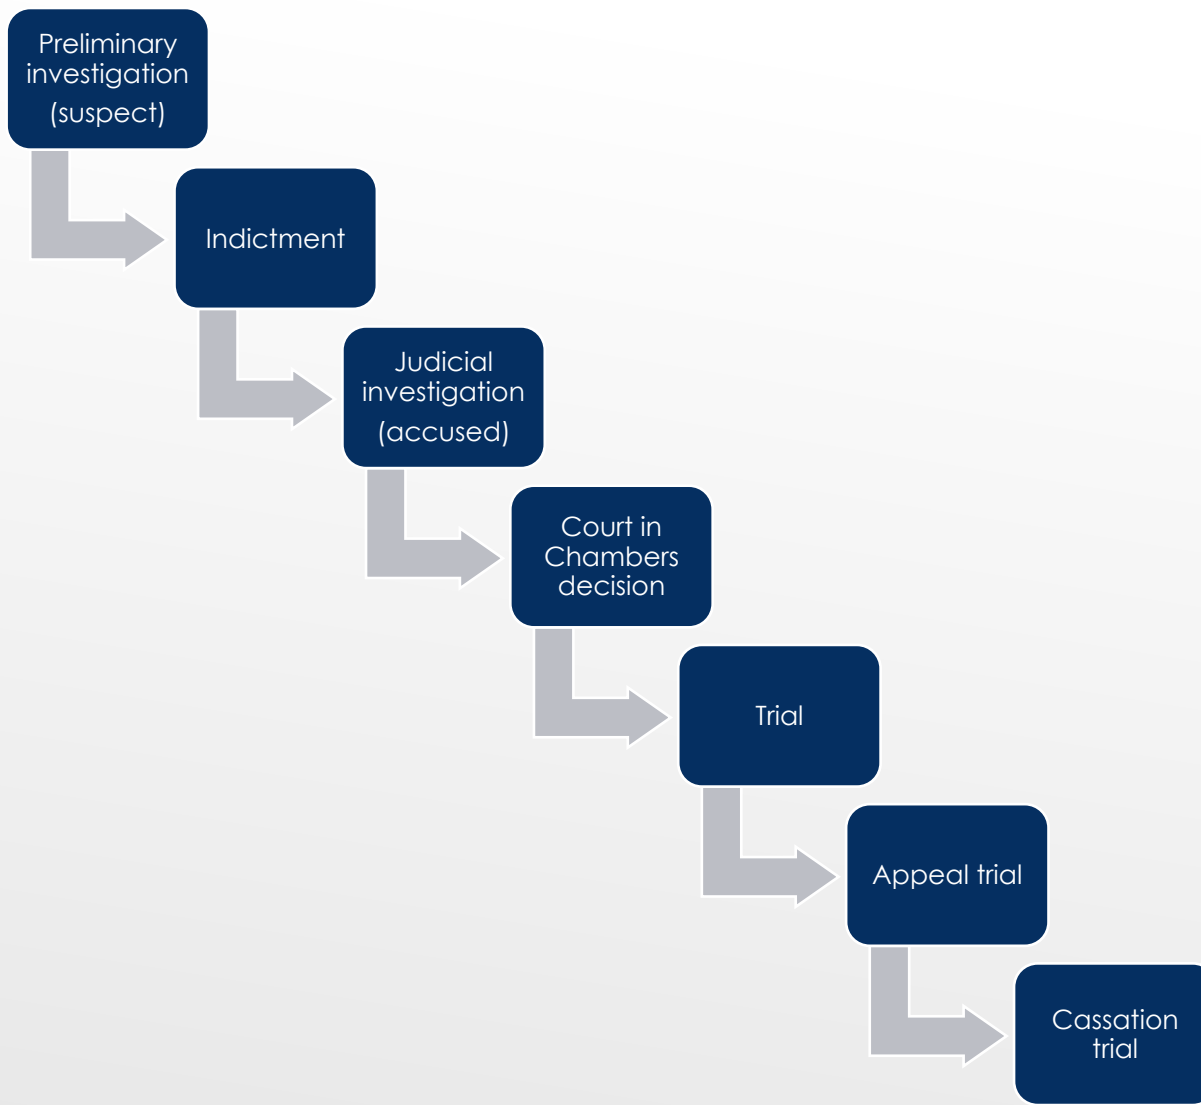 Preliminary
investigation
(suspect)
Indictment
Judicial
investigation
(accused)
Court in
Chambers
decision
Trial
Appeal trial
Cassation
trial